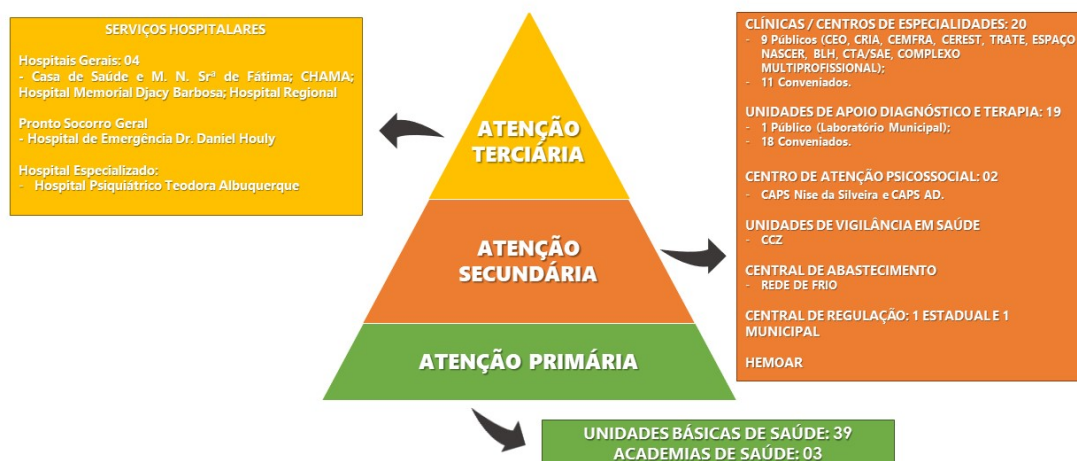 SERVIÇOS HOSPITALARES
Hospitais Gerais: 04
- Casa de Saúde e M. N. Srª de Fátima; CHAMA;
Hospital Memorial Djacy Barbosa; Hospital Regional
Pronto Socorro Geral
- Hospital de Emergência Dr. Daniel Houly
Hospital Especializado:
- Hospital Psiquiátrico Teodora Albuquerque
ATENÇÃO
TERCIÁRIA
ATENÇÃO
SECUNDÁRIA
ATENÇÃO PRIMÁRIA
CLÍNICAS / CENTROS DE ESPECIALIDADES: 20
- 9 Públicos (CEO, CRIA, CEMFRA, CEREST, TRATE, ESPAÇO
NASCER, BLH, CTA/SAE, COMPLEXO
MULTIPROFISSIONAL);
- 11 Conveniados.
UNIDADES DE APOIO DIAGNÓSTICO E TERAPIA: 19
- 1 Público (Laboratório Municipal);
- 18 Conveniados.
CENTRO DE ATENÇÃO PSICOSSOCIAL: 02
- CAPS Nise da Silveira e CAPS AD.
UNIDADES DE VIGILÂNCIA EM SAÚDE
- CCZ
CENTRAL DE ABASTECIMENTO
- REDE DE FRIO
CENTRAL DE REGULAÇÃO: 1 ESTADUAL E 1
MUNICIPAL
HEMOAR
UNIDADES BÁSICAS DE SAÚDE: 39
ACADEMIAS DE SAÚDE: 03